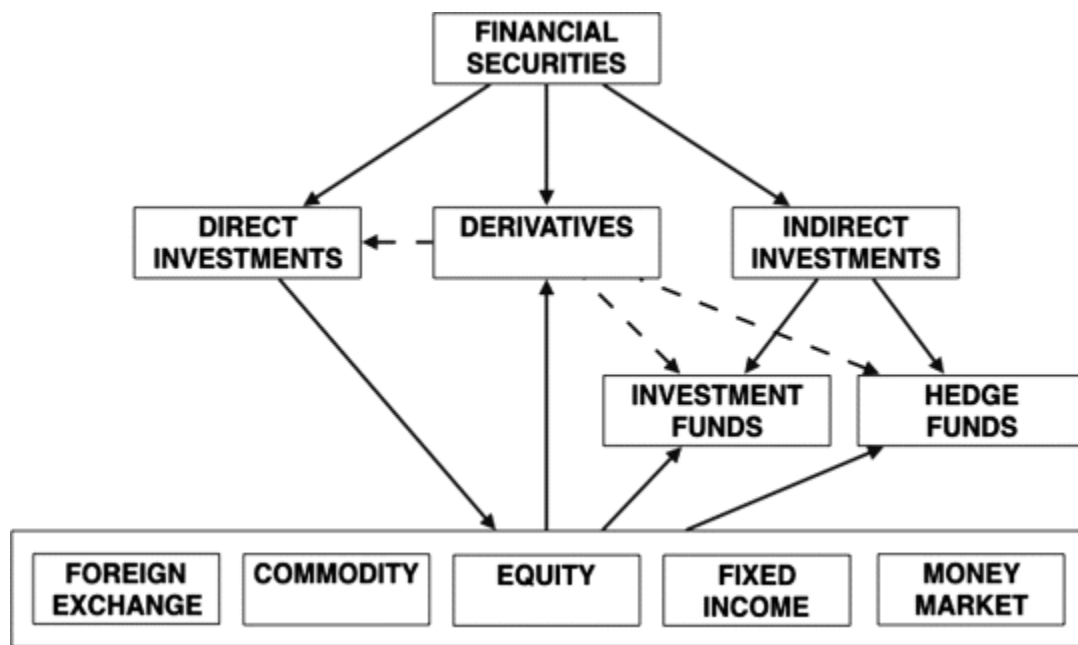 FINANCIAL
SECURITIES
DIRECT
INVESTMENTS
DERIVATIVES
INDIRECT
INVESTMENTS
INVESTMENT
FUNDS
HEDGE
FUNDS
FOREIGN
EXCHANGE
COMMODITY
EQUITY
FIXED
INCOME
MONEY
MARKET